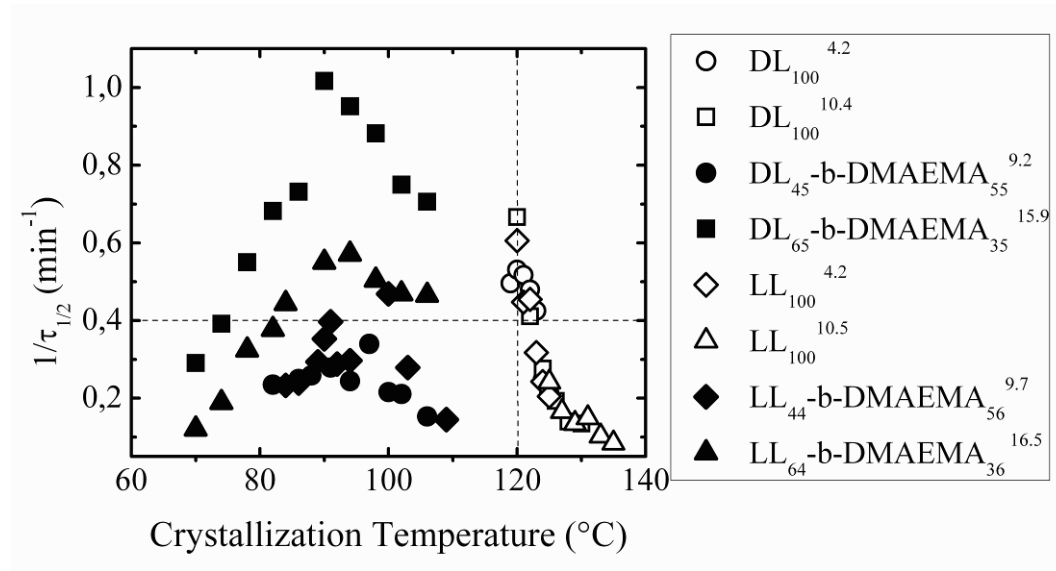 1,0
0,8
0,6
0,4
0,2
60 80 100 120 140
1/τ1/2 (min-1)
Crystallization Temperature (°C)
DL100 4.2
DL100 10.4
DL45-b-DMAEMA55 9.2
DL65-b-DMAEMA35 15.9
LL100 4.2
LL100 10.5
LL44-b-DMAEMA56 9.7
LL64-b-DMAEMA36 16.5